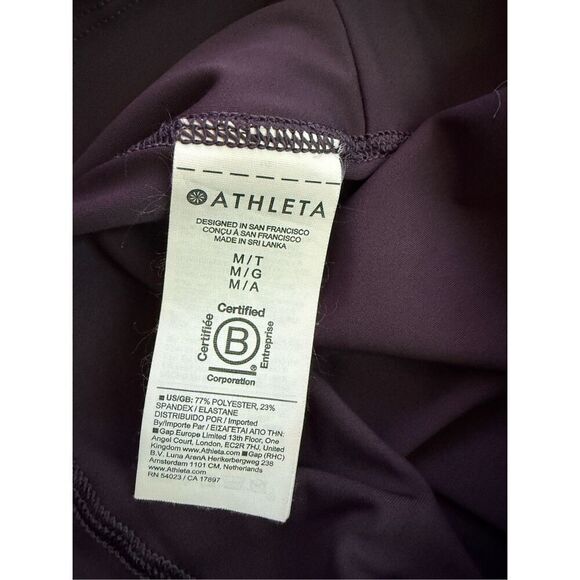 ATHLETA
DESIGNED IN SAN FRANCISCO
CONÇU À SAN FRANCISCO
MADE IN SRI LANKA
M/T
M/G
M/A
Certified
Certifiée
B
Entreprise
Corporation
US/GB: 77% POLYESTER, 23%
SPANDEX / ELASTANE
DISTRIBUIDO POR / Imported
By/Importe Par / ΕΙΣΑΓΕΤΑΙ ΑΠΟ ΤΗΝ:
Gap Europe Limited 13th Floor, One
Angel Court, London, EC2R 7HJ, United
Kingdom www.Athleta.com Gap (RHC)
B.V. Luna ArenA Herikerbergweg 238
Amsterdam 1101 CM, Netherlands
www.Athleta.com
RN 54023 / CA 17897